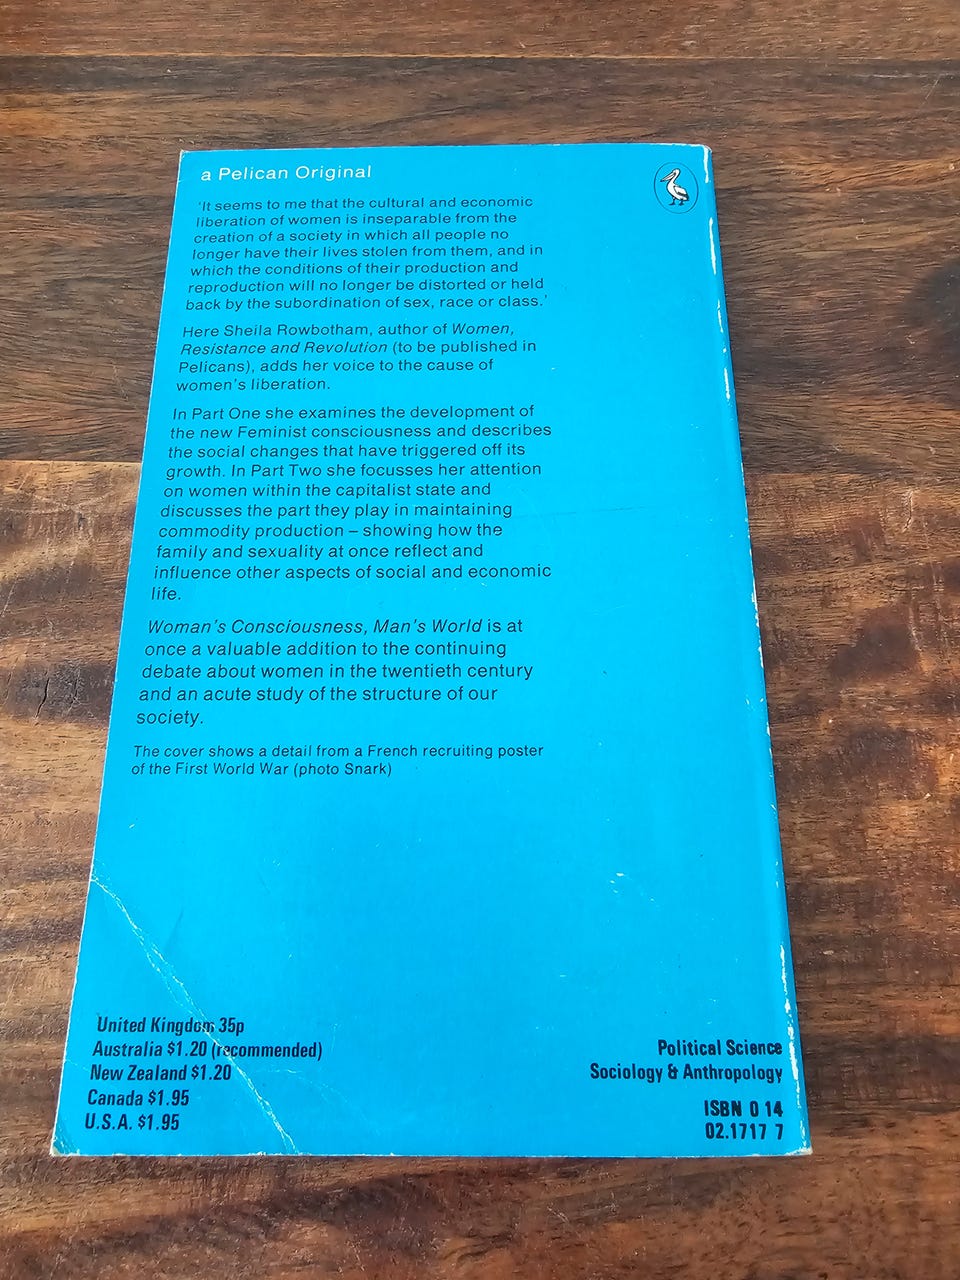 a Pelican Original
'It seems to me that the cultural and economic
liberation of women is inseparable from the
creation of a society in which all people no
longer have their lives stolen from them, and in
which the conditions of their production and
reproduction will no longer be distorted or held
back by the subordination of sex, race or class.'
Here Sheila Rowbotham, author of Women,
Resistance and Revolution (to be published in
Pelicans), adds her voice to the cause of
women's liberation.
In Part One she examines the development of
the new Feminist consciousness and describes
the social changes that have triggered off its
growth. In Part Two she focusses her attention
on women within the capitalist state and
discusses the part they play in maintaining
commodity production – showing how the
family and sexuality at once reflect and
influence other aspects of social and economic
life.
Woman's Consciousness, Man's World is at
once a valuable addition to the continuing
debate about women in the twentieth century
and an acute study of the structure of our
society.
The cover shows a detail from a French recruiting poster
of the First World War (photo Snark)
United Kingdom 35p
Australia $1.20 (recommended)
New Zealand $1.20
Canada $1.95
U.S.A. $1.95
Political Science
Sociology & Anthropology
ISBN 0 14
02.1717 7